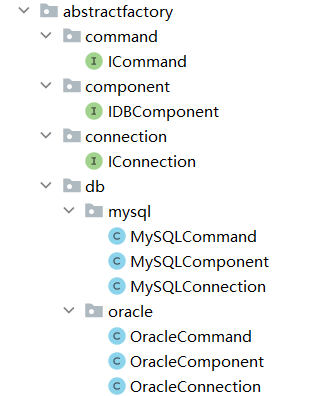 abstractfactory
command
I ICommand
component
I IDBComponent
connection
I IConnection
db
mysql
C MySQLCommand
C MySQLComponent
C MySQLConnection
oracle
C OracleCommand
C OracleComponent
C OracleConnection